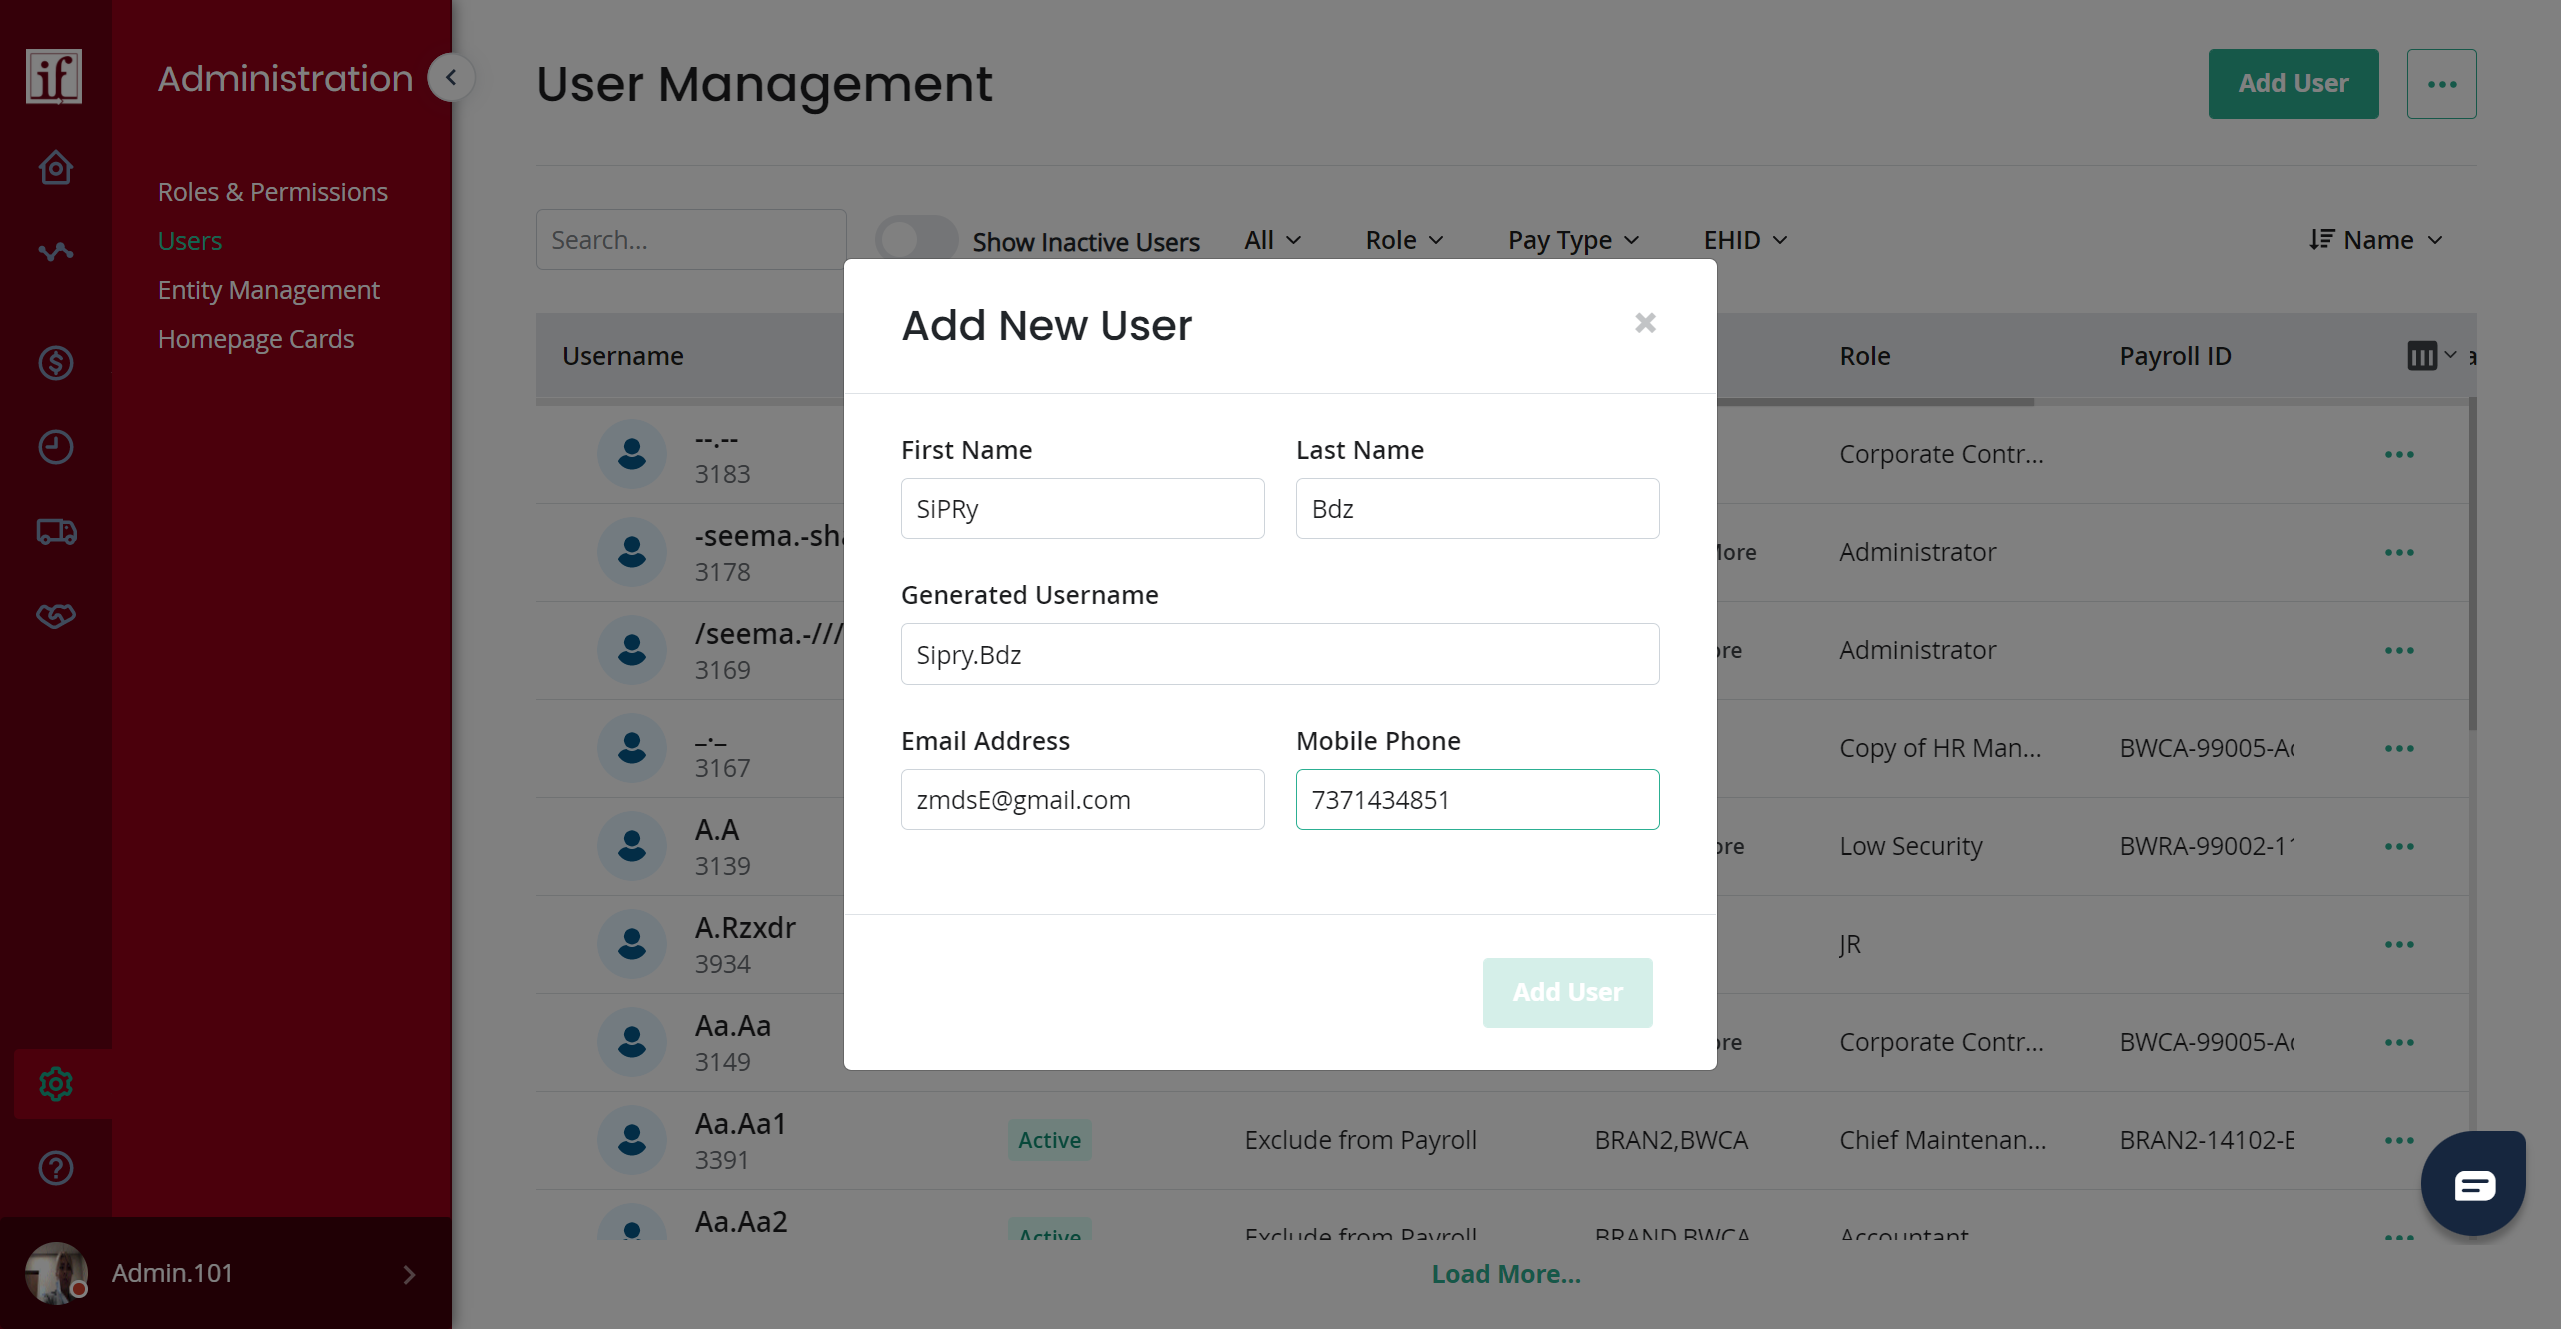 if
Administration
Roles & Permissions
Users
Entity Management
Homepage Cards
Admin.101
User Management
Add User
Search...
Show Inactive Users
All
Role
Pay Type
EHID
Name
Username
Role
Payroll ID
--.--
3183
Corporate Contr...
-seema.-sh
3178
Administrator
/seema.-///
3169
Administrator
_._
3167
Copy of HR Man...
BWCA-99005-A
A.A
3139
Low Security
BWRA-99002-1
A.Rzxdr
3934
JR
Aa.Aa
3149
Corporate Contr...
BWCA-99005-A
Aa.Aa1
3391
Active
Exclude from Payroll
BRAN2,BWCA
Chief Maintenan...
BRAN2-14102-E
Aa.Aa2
Active
Exclude from Payroll
BRAND,BWCA
Accountant
Load More...
Add New User
×
First Name
Last Name
SiPRy
Bdz
Generated Username
Sipry.Bdz
Email Address
Mobile Phone
zmdsE@gmail.com
7371434851
Add User